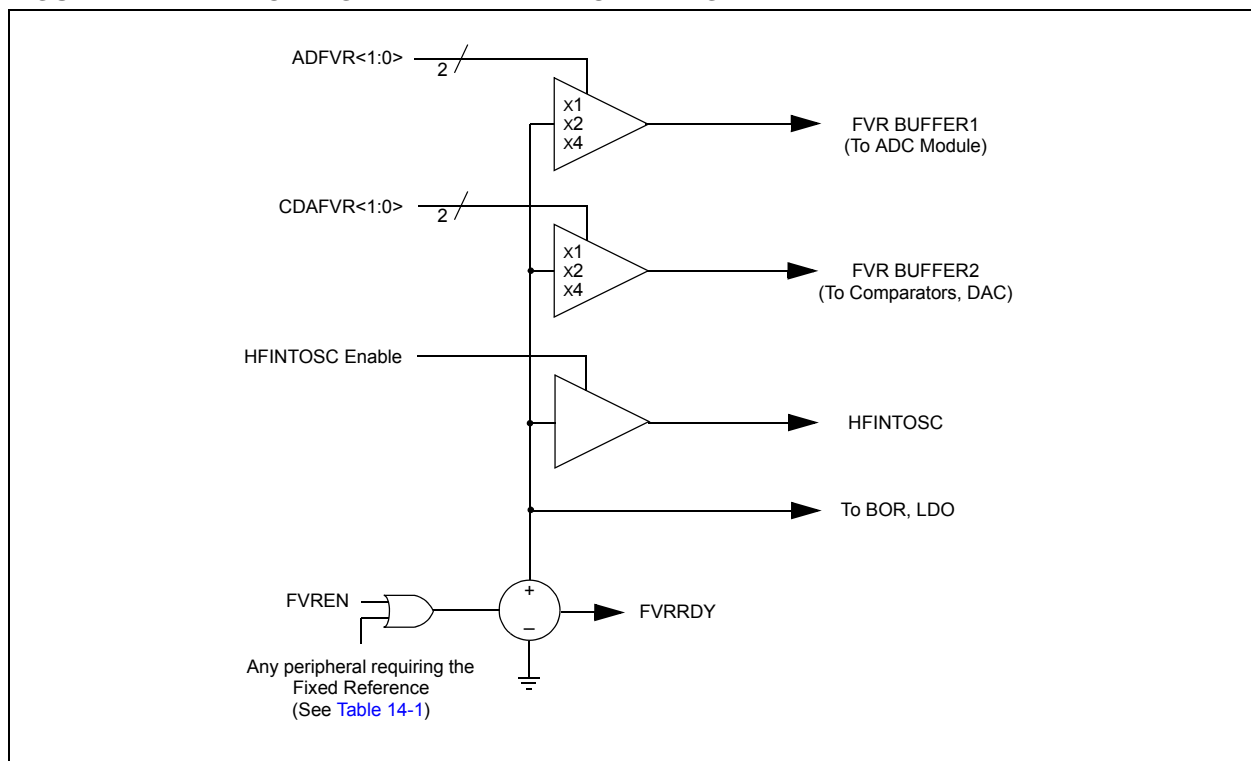 ADFVR<1:0>
2
X1
X2
X4
FVR BUFFER1
(To ADC Module)
CDAFVR<1:0>
2
X1
X2
X4
FVR BUFFER2
(To Comparators, DAC)
HFINTOSC Enable
HFINTOSC
To BOR, LDO
FVREN
+
_
FVRRDY
Any peripheral requiring the
Fixed Reference
(See Table 14-1)